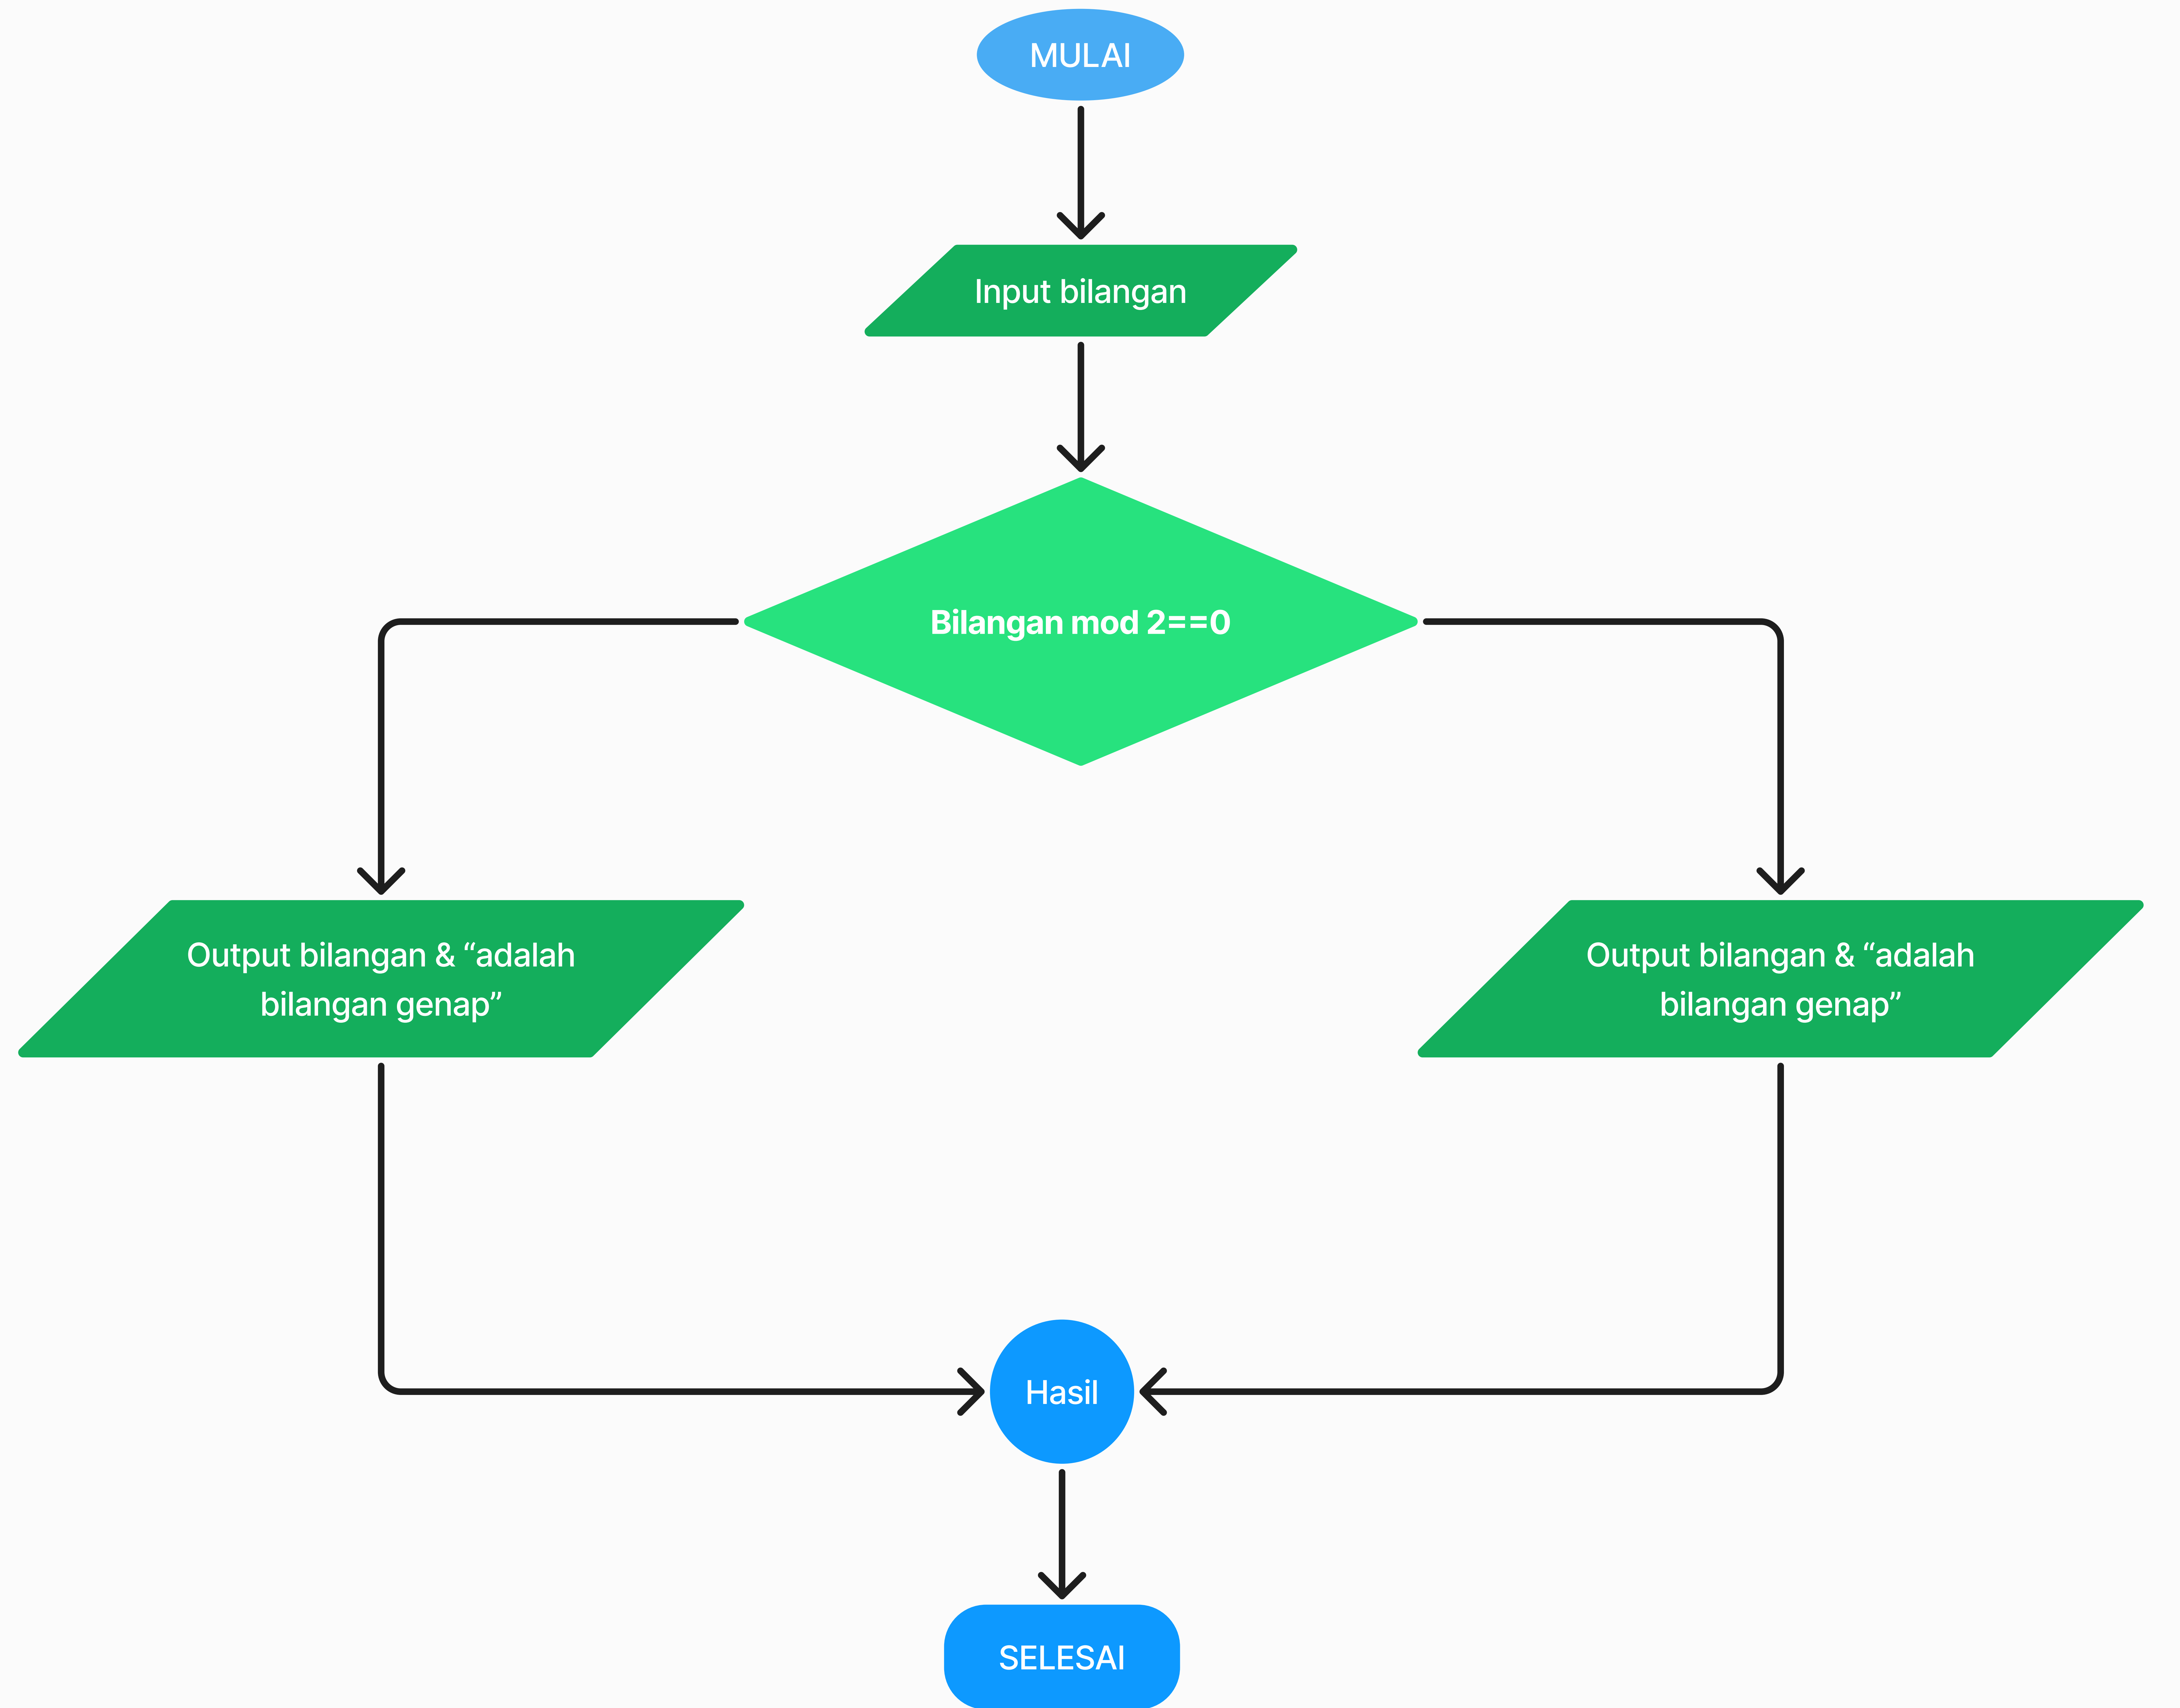 MULAI
Input bilangan
Bilangan mod 2==0
Output bilangan & “adalah
bilangan genap”
Output bilangan & “adalah
bilangan genap”
Hasil
SELESAI